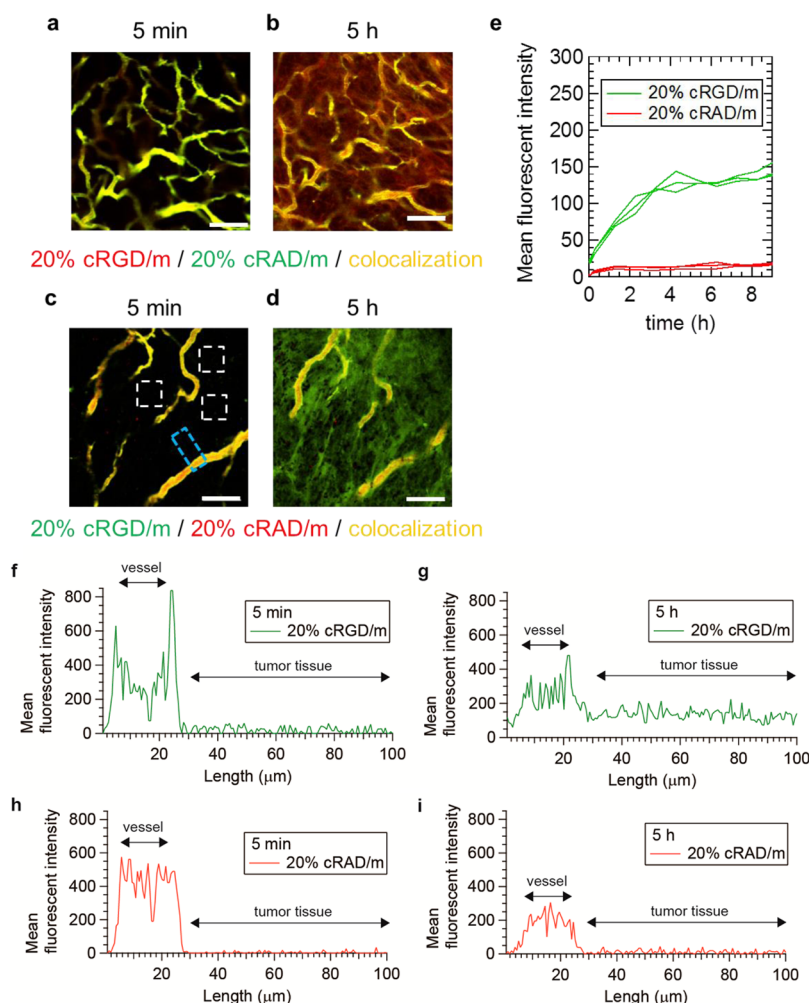 a 5 min
b 5 h
20% cRGD/m / 20% cRAD/m / colocalization
c 5 min
d 5 h
20% cRGD/m / 20% cRAD/m / colocalization
e
Mean fluorescent intensity
300
250
200
150
100
50
0
20% cRGD/m
20% cRAD/m
0 2 4 6 8
time (h)
f
Mean
fluorescent intensity
800
600
400
200
0
vessel
5 min
20% cRGD/m
tumor tissue
20 40 60 80 100
Length (μm)
g
Mean
fluorescent intensity
800
600
400
200
0
vessel
5 h
20% cRGD/m
tumor tissue
0 20 40 60 80 100
Length (μm)
h
Mean
fluorescent intensity
800
600
400
200
0
vessel
5 min
20% cRAD/m
tumor tissue
0 20 40 60 80 100
Length (μm)
i
Mean
fluorescent intensity
800
600
400
200
0
vessel
5 h
20% cRAD/m
tumor tissue
0 20 40 60 80 100
Length (μm)